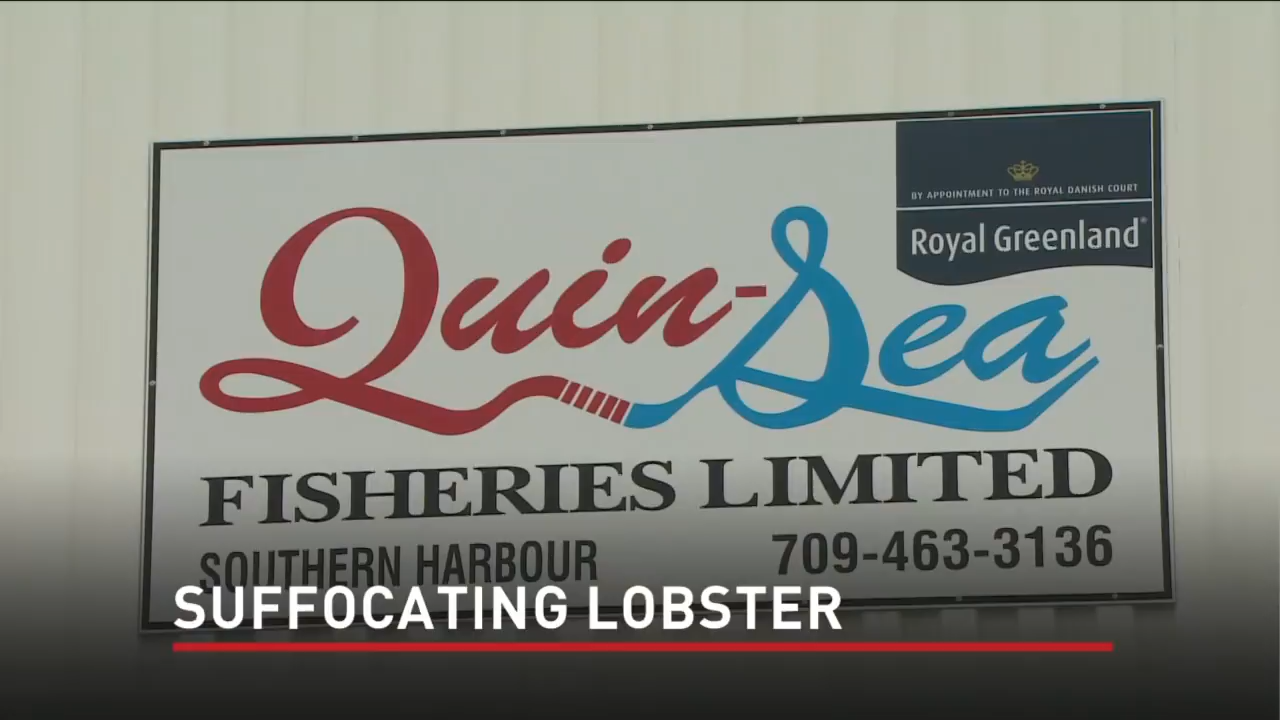 BY APPOINTMENT TO THE ROYAL DANISH COURT
Royal Greenland®
Quin-Sea
FISHERIES LIMITED
SOUTHERN HARBOUR 709-463-3136
SUFFOCATING LOBSTER